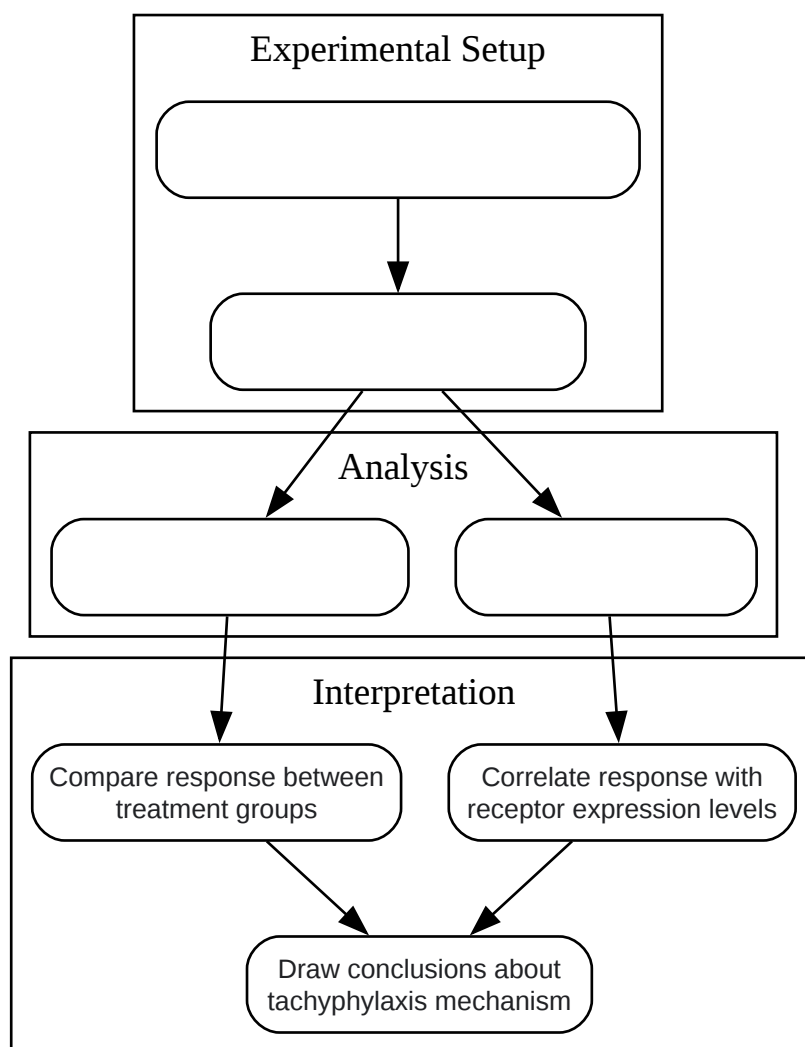 Experimental Setup
Analysis
Interpretation
Compare response between
treatment groups
Correlate response with
receptor expression levels
Draw conclusions about
tachyphylaxis mechanism